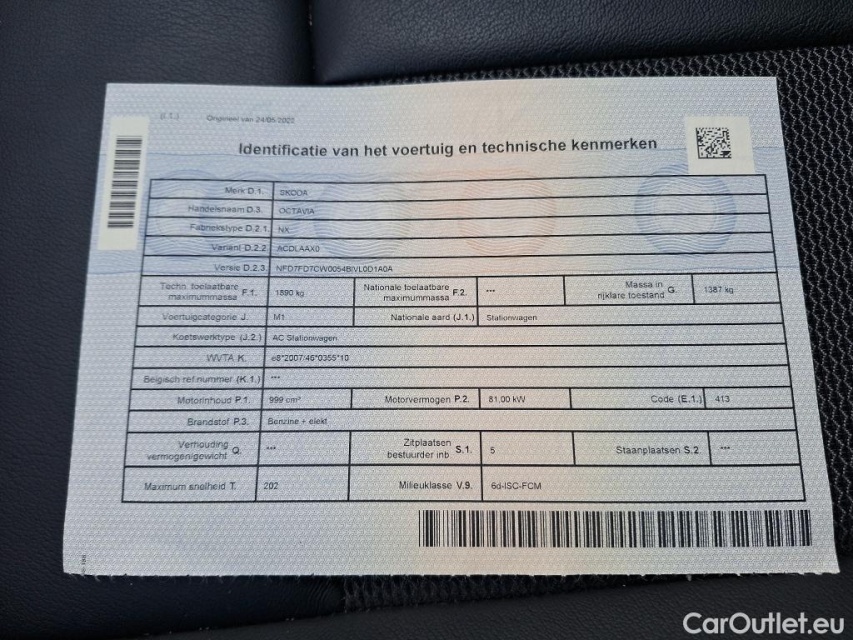 (I.T.) Origineel van 24/05/2022
Identificatie van het voertuig en technische kenmerken
Merk D.1. SKODA
Handelsnaam D.3. OCTAVIA
Fabriekstype D.2.1. NX
Variant D.2.2. ACDLAAX0
Versie D.2.3. NFD7FD7CW0054BIVL0D1A0A
Techn. toelaatbare maximummassa F.1. 1890 kg Nationale toelaatbare maximummassa F.2. --- Massa in rijklare toestand G. 1387 kg
Voertuigcategorie J. M1 Nationale aard (J.1.) Stationwagen
Koetswerktype (J.2.) AC Stationwagen
WVTA K. e8*2007/46*0355*10
Belgisch ref.nummer (K.1.) ---
Motorinhoud P.1. 999 cm³ Motorvermogen P.2. 81,00 kW Code (E.1.) 413
Brandstof P.3. Benzine + elekt
Verhouding vermogen/gewicht Q. --- Zitplaatsen bestuurder inb. S.1. 5 Staanplaatsen S.2. ---
Maximum snelheid T. 202 Milieuklasse V.9. 6d-ISC-FCM
CarOutlet.eu